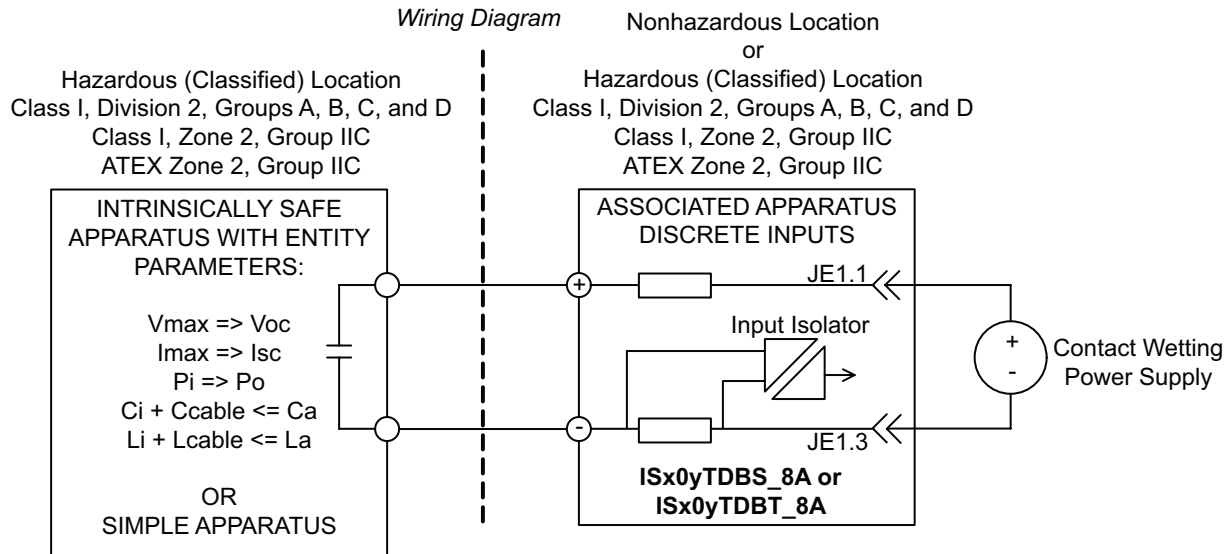 Wiring Diagram
Hazardous (Classified) Location
Class I, Division 2, Groups A, B, C, and D
Class I, Zone 2, Group IIC
ATEX Zone 2, Group IIC
INTRINSICALLY SAFE
APPARATUS WITH ENTITY
PARAMETERS:
Vmax => Voc
Imax => Isc
Pi => Po
Ci + Ccable <= Ca
Li + Lcable <= La
OR
SIMPLE APPARATUS
Nonhazardous Location
or
Hazardous (Classified) Location
Class I, Division 2, Groups A, B, C, and D
Class I, Zone 2, Group IIC
ATEX Zone 2, Group IIC
ASSOCIATED APPARATUS
DISCRETE INPUTS
+
JE1.1
Input Isolator
-
JE1.3
ISx0yTDBS_8A or
ISx0yTDBT_8A
+
-
Contact Wetting
Power Supply